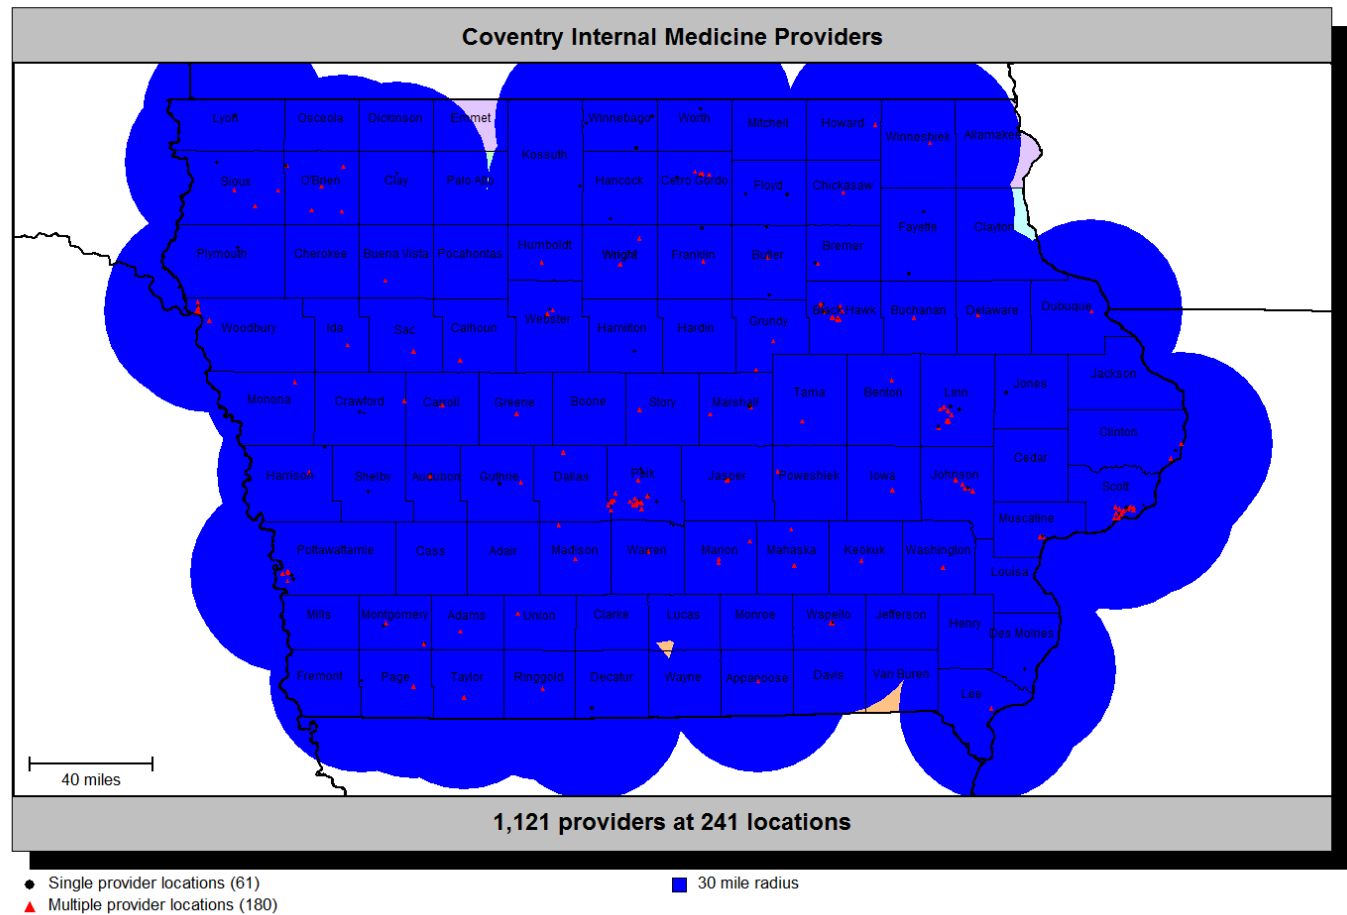 Coventry Internal Medicine Providers
Lyon Osceola Dickinson Emmet Winnebago Worth Mitchell Howard Winneshiek Allamakee
Sioux O'Brien Clay Palo Alto Kossuth Hancock Cerro Gordo Floyd Chickasaw
Plymouth Cherokee Buena Vista Pocahontas Humboldt Wright Franklin Butler Bremer Fayette Clayton
Woodbury Ida Sac Calhoun Webster Hamilton Hardin Grundy Black Hawk Buchanan Delaware Dubuque
Monona Crawford Carroll Greene Boone Story Marshall Tama Benton Linn Jones Jackson
Clinton
Harrison Shelby Audubon Guthrie Dallas Polk Jasper Poweshiek Iowa Johnson Cedar
Scott
Muscatine
Pottawattamie Cass Adair Madison Warren Marion Mahaska Keokuk Washington
Louisa
Mills Montgomery Adams Union Clarke Lucas Monroe Wapello Jefferson Henry Des Moines
Fremont Page Taylor Ringgold Decatur Wayne Appanoose Davis Van Buren
Lee
40 miles
1,121 providers at 241 locations
Single provider locations (61)
30 mile radius
Multiple provider locations (180)